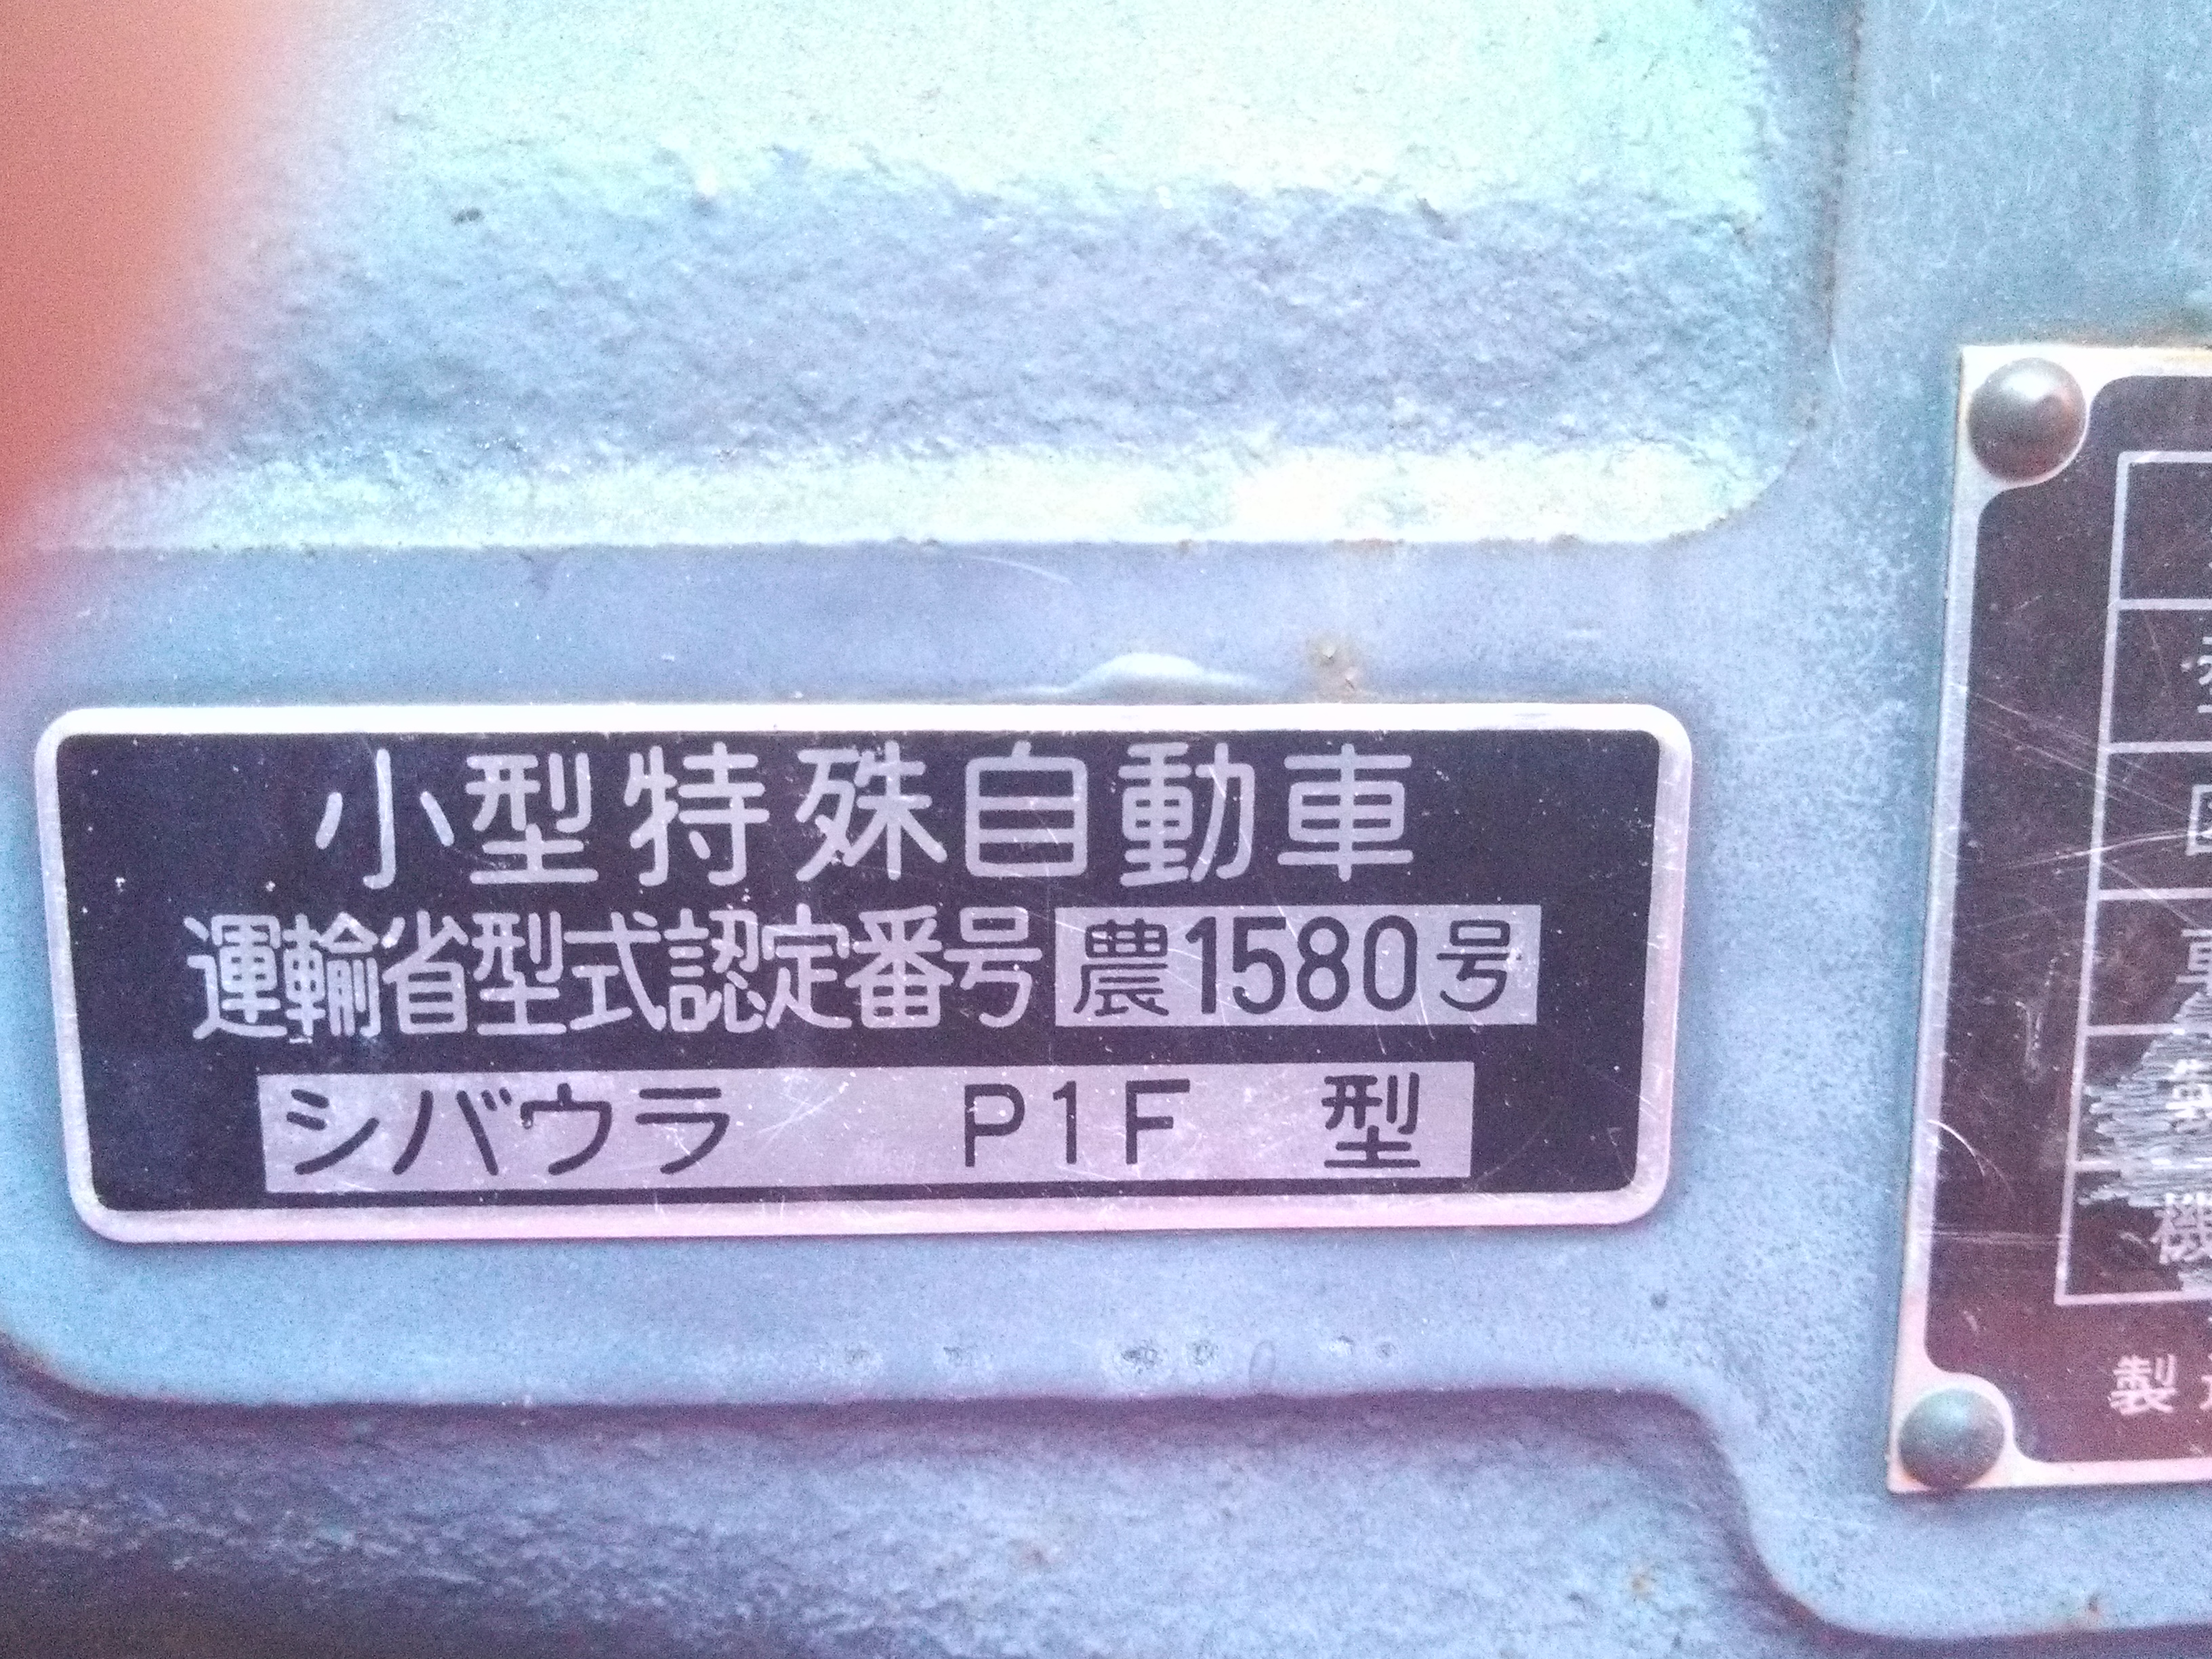 小型特殊自動車
運輸省型式認定番号 農1580号
シバウラ P1F 型
機
製